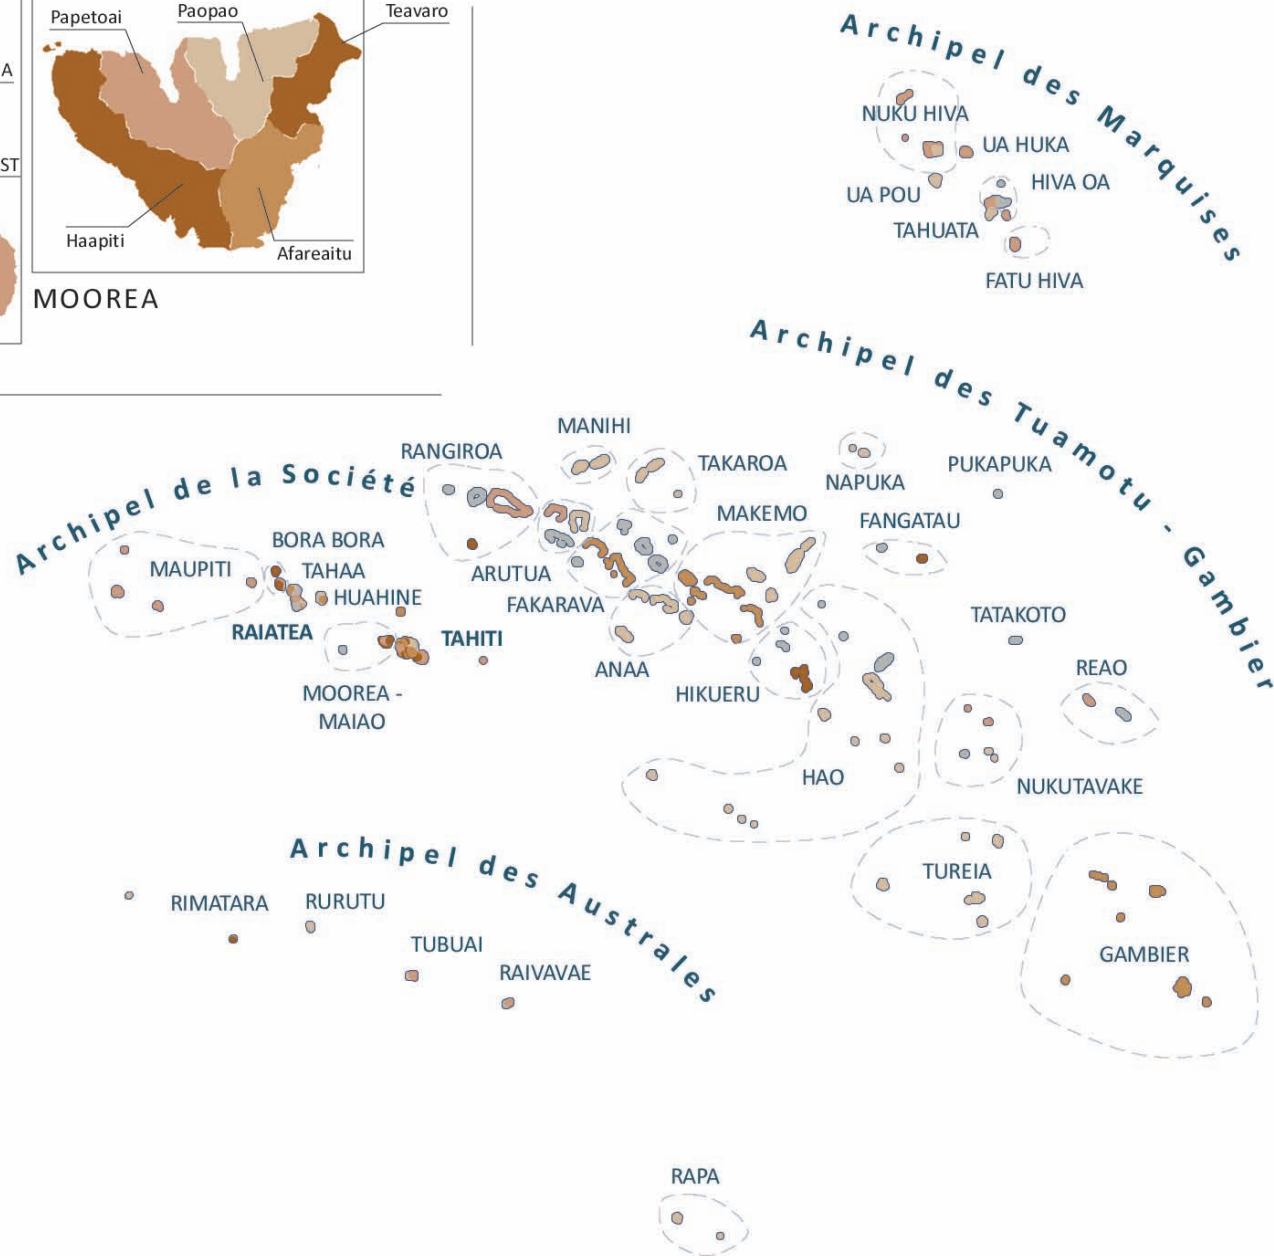 Papetoai
Paopao
Teavaro
A
ST
Haapiti
Afareaitu
MOOREA
Archipel des Marquises
NUKU HIVA
UA HUKA
UA POU
HIVA OA
TAHUATA
FATU HIVA
Archipel des Tuamotu - Gambier
MANIHI
RANGIROA
TAKAROA
NAPUKA
PUKAPUKA
Archipel de la Société
MAKEMO
FANGATAU
BORA BORA
MAUPITI
TAHAA
ARUTUA
HUAHINE
FAKARAVA
TATAKOTO
RAIATEA
TAHITI
ANAA
REAO
MOOREA -
MAIAO
HIKUERU
HAO
NUKUTAVAKE
Archipel des Australes
TUREIA
RIMATARA
RURUTU
TUBUAI
RAIVAVAE
GAMBIER
RAPA